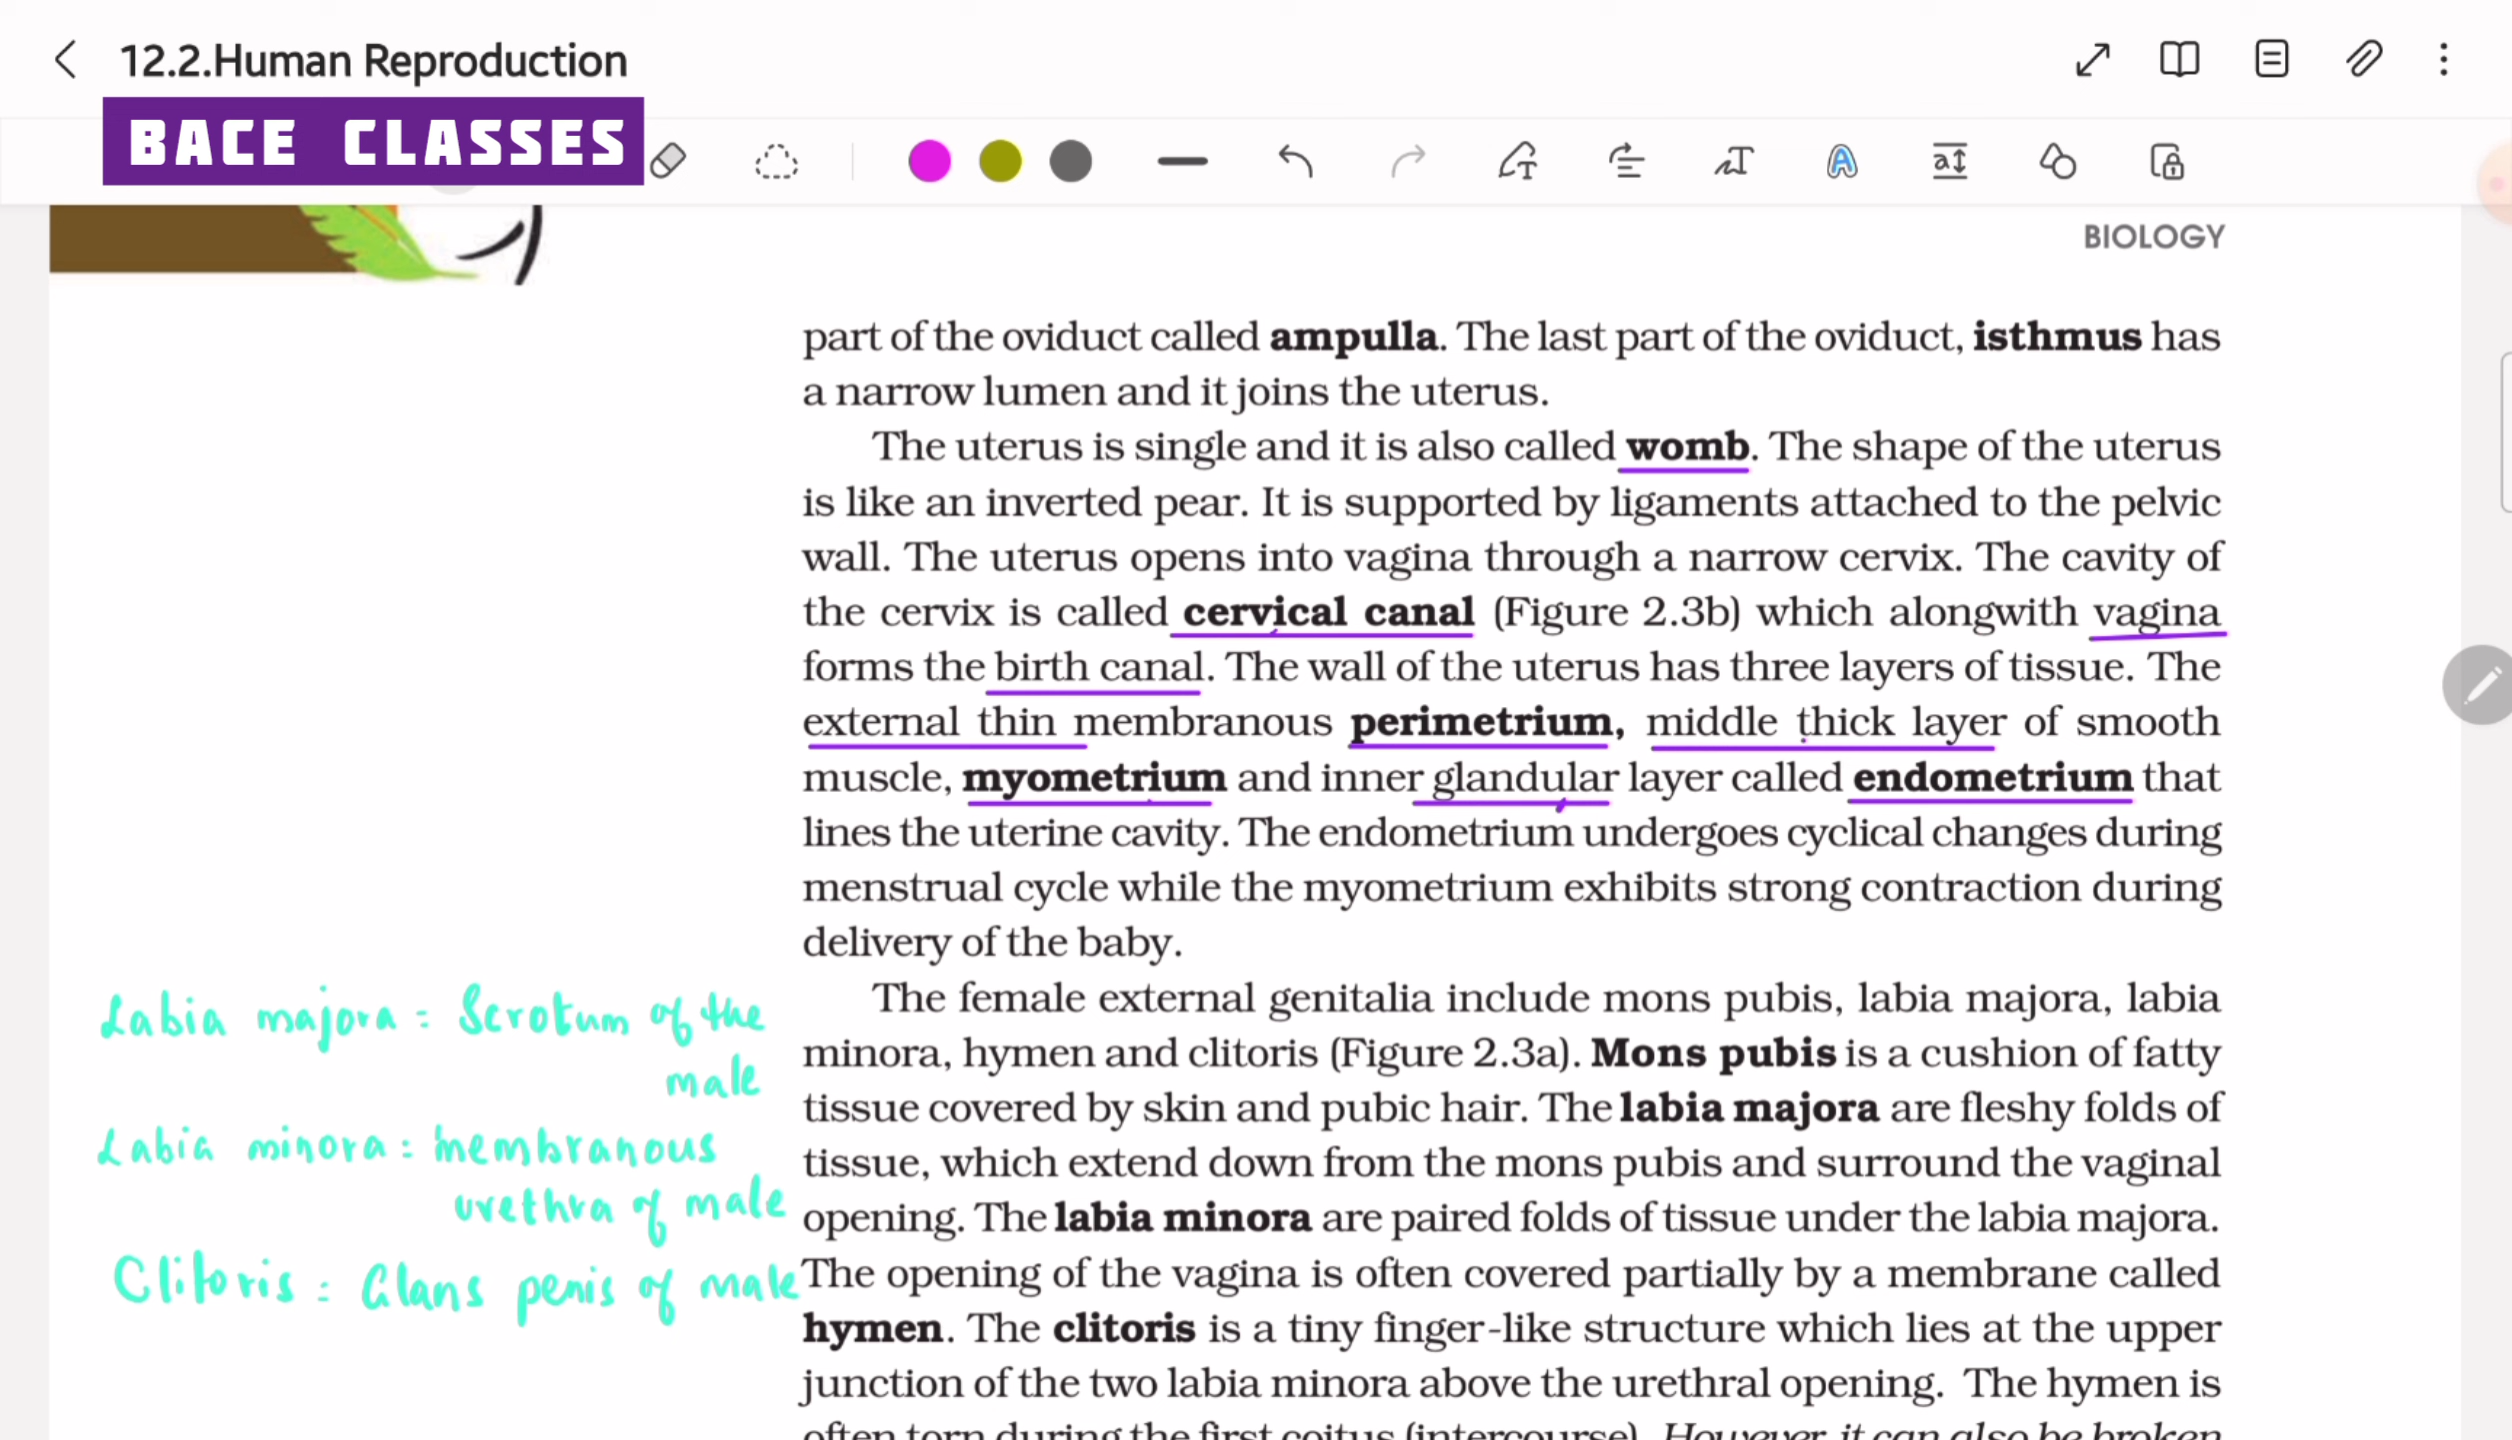 12.2.Human Reproduction
BACE CLASSES
BIOLOGY
part of the oviduct called ampulla. The last part of the oviduct, isthmus has
a narrow lumen and it joins the uterus.
The uterus is single and it is also called womb. The shape of the uterus
is like an inverted pear. It is supported by ligaments attached to the pelvic
wall. The uterus opens into vagina through a narrow cervix. The cavity of
the cervix is called cervical canal (Figure 2.3b) which alongwith vagina
forms the birth canal. The wall of the uterus has three layers of tissue. The
external thin membranous perimetrium, middle thick layer of smooth
muscle, myometrium and inner glandular layer called endometrium that
lines the uterine cavity. The endometrium undergoes cyclical changes during
menstrual cycle while the myometrium exhibits strong contraction during
delivery of the baby.
The female external genitalia include mons pubis, labia majora, labia
minora, hymen and clitoris (Figure 2.3a). Mons pubis is a cushion of fatty
tissue covered by skin and pubic hair. The labia majora are fleshy folds of
tissue, which extend down from the mons pubis and surround the vaginal
opening. The labia minora are paired folds of tissue under the labia majora.
The opening of the vagina is often covered partially by a membrane called
hymen. The clitoris is a tiny finger-like structure which lies at the upper
junction of the two labia minora above the urethral opening. The hymen is
often torn during the first coitus (intercourse). However, it can also be broken
Labia majora = Scrotum of the
male
Labia minora = membranous
urethra of male
Clitoris = Glans penis of male